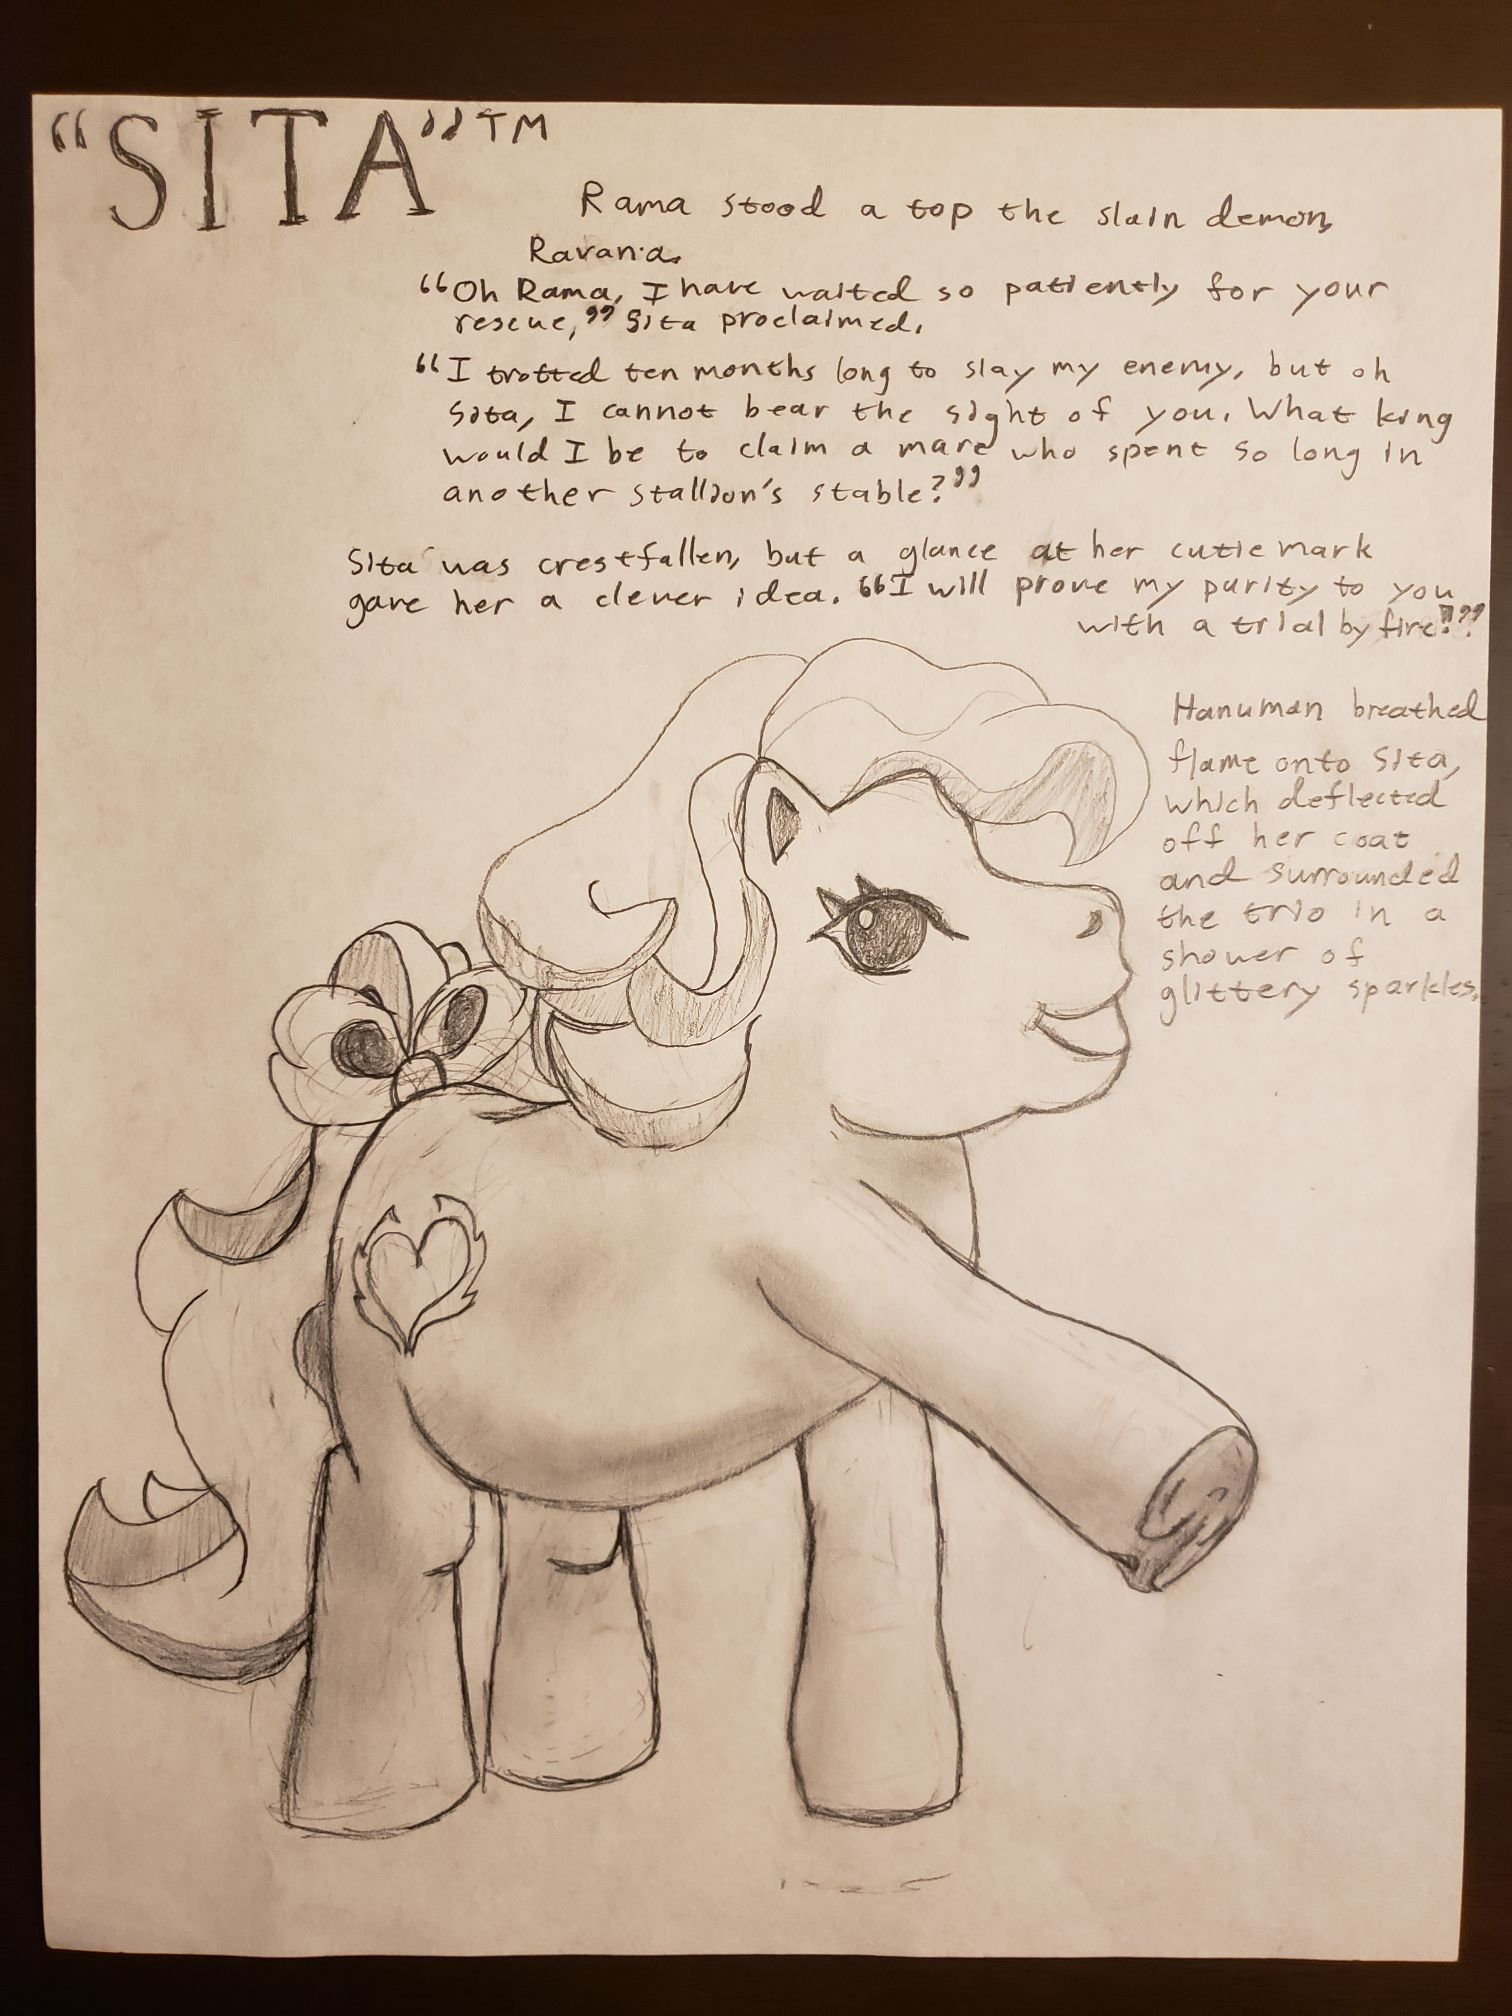 “SITA” TM
Rama stood a top the slain demon,
Ravana.
“Oh Rama, I have waited so patiently for your
rescue,” Sita proclaimed.
“I trotted ten months long to slay my enemy, but oh
Sita, I cannot bear the sight of you. What king
would I be to claim a mare who spent so long in
another stallion's stable?”
Sita was crestfallen, but a glance at her cutie mark
gave her a clever idea. “I will prove my purity to you
with a trial by fire!”
Hanuman breathed
flame onto Sita,
which deflected
off her coat
and surrounded
the trio in a
shower of
glittery sparkles.